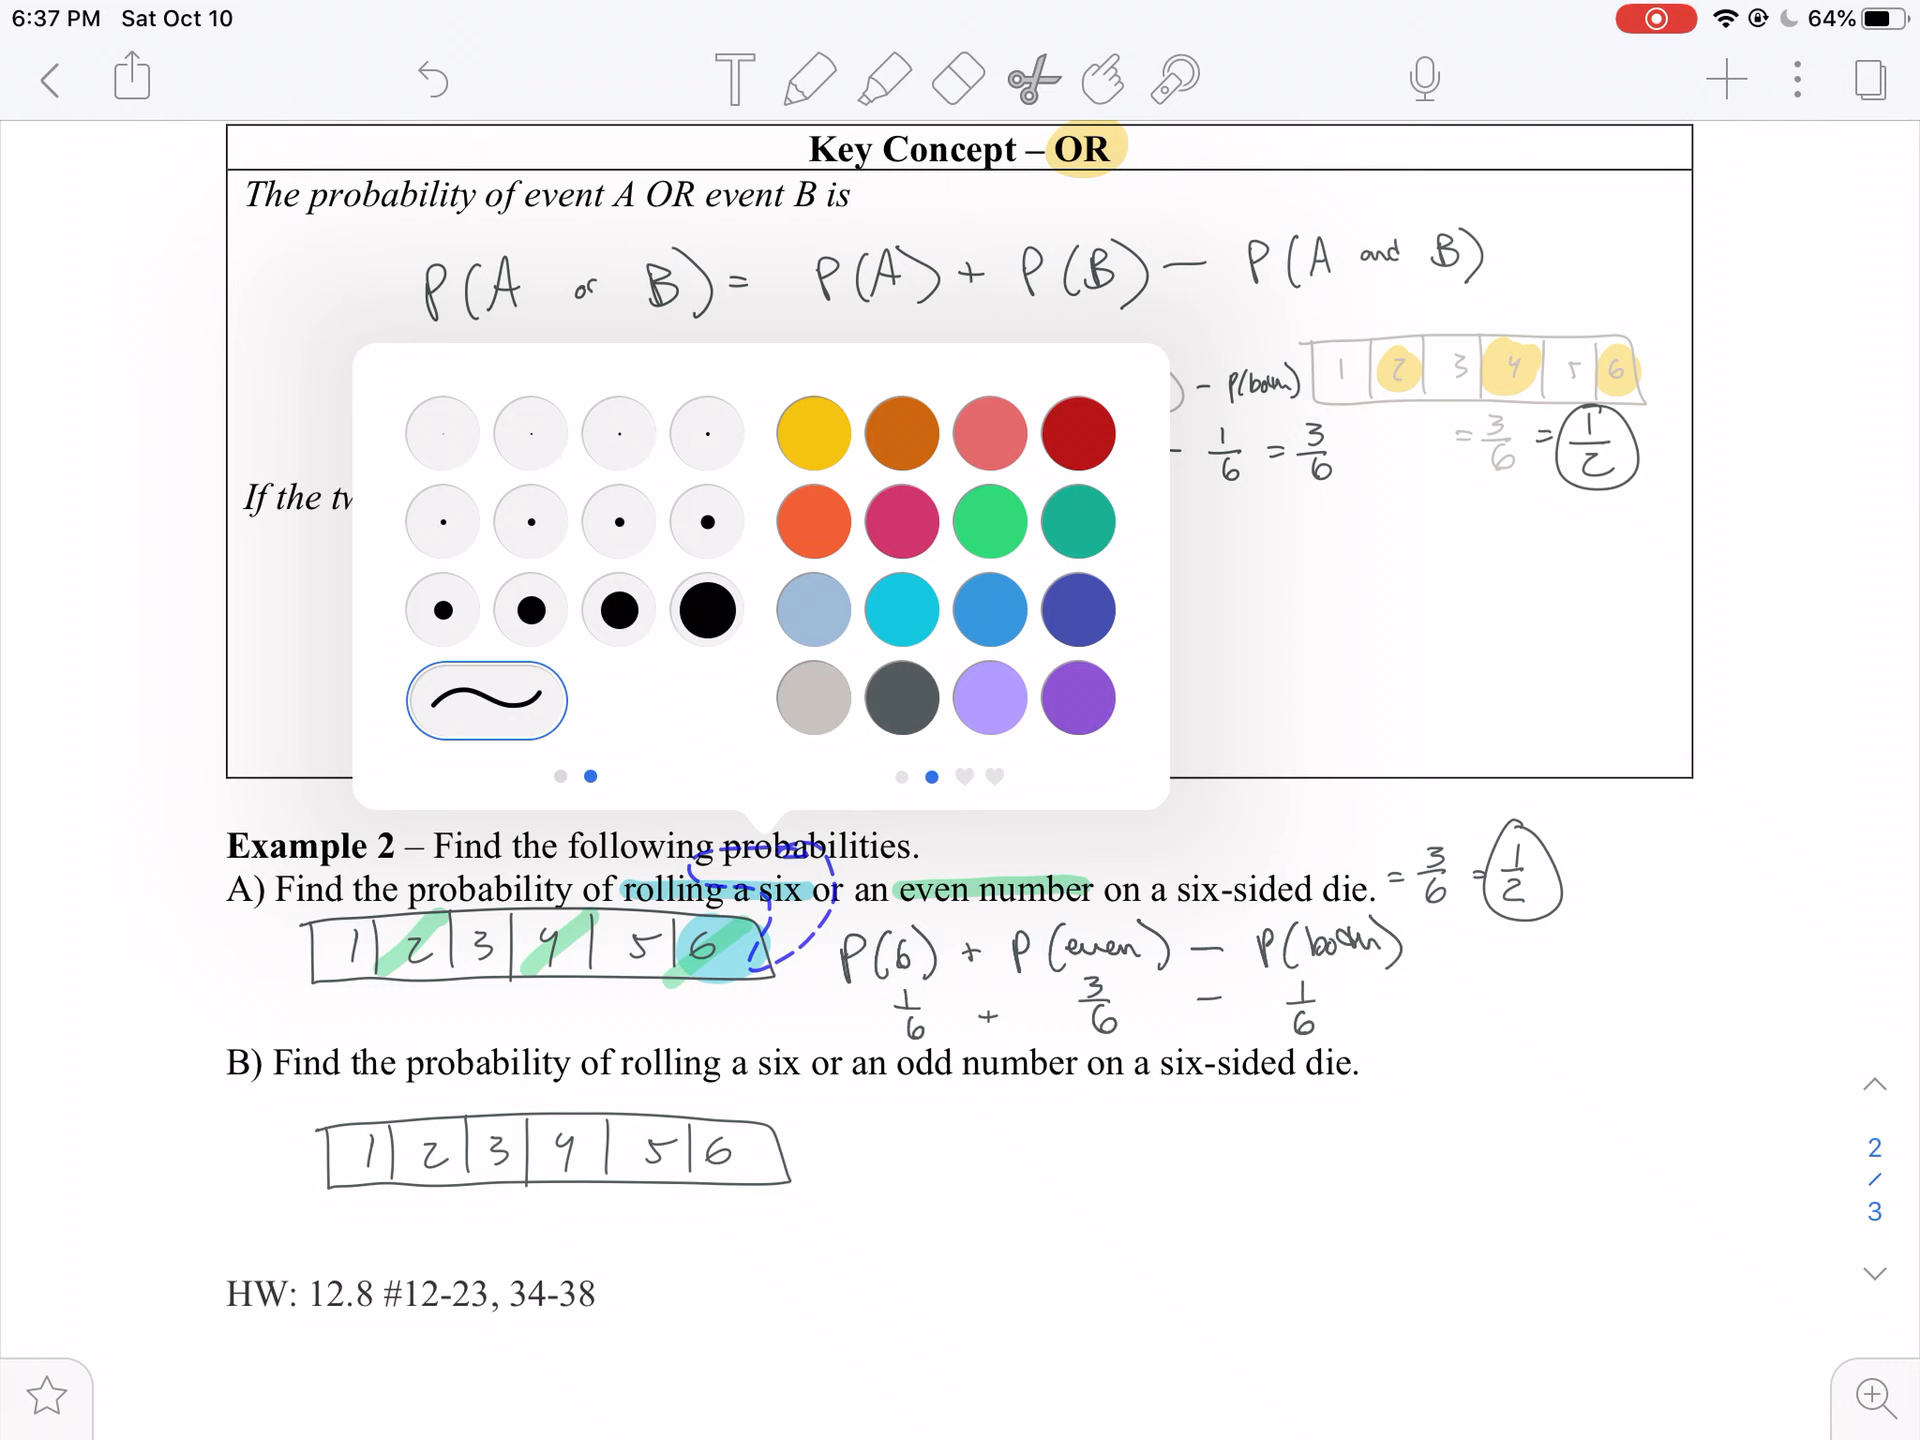 6:37 PM Sat Oct 10 64%
Key Concept – OR
The probability of event A OR event B is
P(A or B) = P(A) + P(B) − P(A and B)
) - P(both) 1 2 3 4 5 6
- 1/6 = 3/6 = 3/6 = 1/2
If the tw
Example 2 – Find the following probabilities.
A) Find the probability of rolling a six or an even number on a six-sided die. = 3/6 = 1/2
1 2 3 4 5 6 P(6) + P(even) − P(both)
1/6 + 3/6 − 1/6
B) Find the probability of rolling a six or an odd number on a six-sided die.
1 2 3 4 5 6
2 / 3
HW: 12.8 #12-23, 34-38